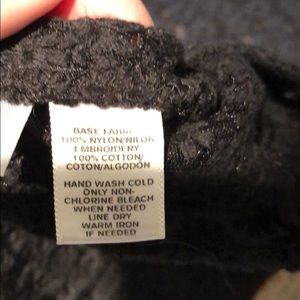 BASE FABRIC
100% NYLON/NILON
EMBROIDERY
100% COTTON/
COTON/ALGODON
HAND WASH COLD
ONLY NON-
CHLORINE BLEACH
WHEN NEEDED
LINE DRY
WARM IRON
IF NEEDED